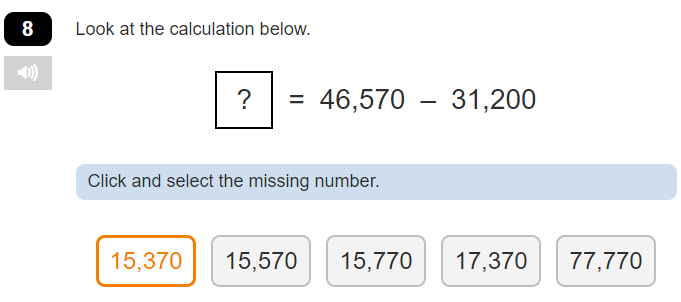 8 Look at the calculation below.
? = 46,570 – 31,200
Click and select the missing number.
15,370 15,570 15,770 17,370 77,770